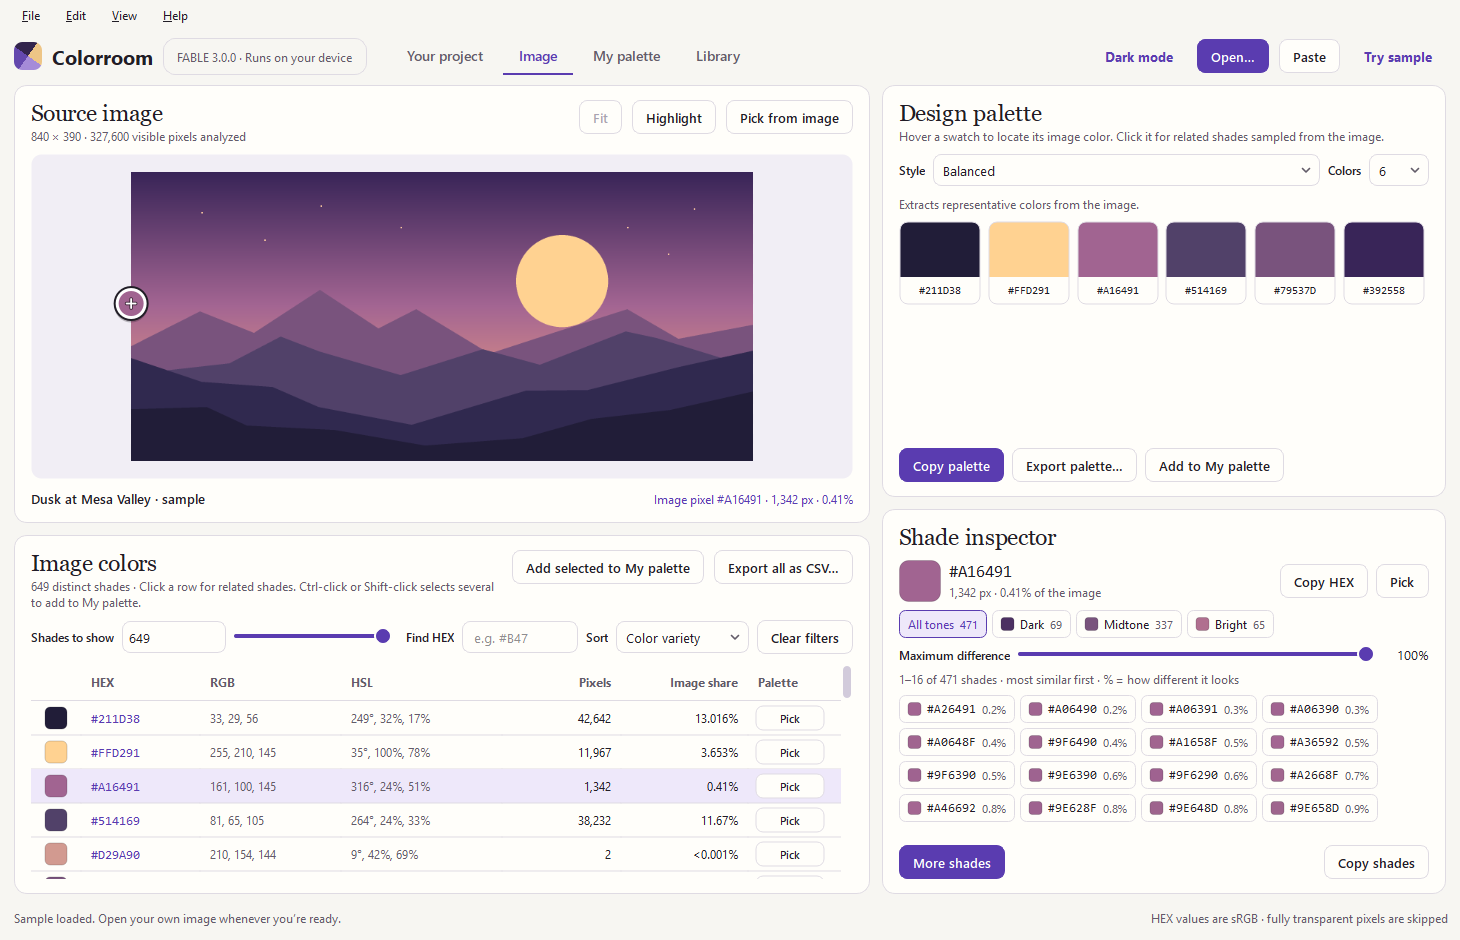 File Edit View Help
Colorroom FABLE 3.0.0 · Runs on your device Your project Image My palette Library Dark mode Open... Paste Try sample
Source image
840 × 390 · 327,600 visible pixels analyzed
Fit Highlight Pick from image
Dusk at Mesa Valley · sample
Image pixel #A16491 · 1,342 px · 0.41%
Design palette
Hover a swatch to locate its image color. Click it for related shades sampled from the image.
Style Balanced Colors 6
Extracts representative colors from the image.
#211D38 #FFD291 #A16491 #514169 #79537D #392558
Copy palette Export palette... Add to My palette
Image colors
649 distinct shades · Click a row for related shades. Ctrl-click or Shift-click selects several
to add to My palette.
Add selected to My palette Export all as CSV...
Shades to show 649 Find HEX e.g. #B47 Sort Color variety Clear filters
HEX RGB HSL Pixels Image share Palette
#211D38 33, 29, 56 249°, 32%, 17% 42,642 13.016% Pick
#FFD291 255, 210, 145 35°, 100%, 78% 11,967 3.653% Pick
#A16491 161, 100, 145 316°, 24%, 51% 1,342 0.41% Pick
#514169 81, 65, 105 264°, 24%, 33% 38,232 11.67% Pick
#D29A90 210, 154, 144 9°, 42%, 69% 2 <0.001% Pick
Shade inspector
#A16491
1,342 px · 0.41% of the image
Copy HEX Pick
All tones 471 Dark 69 Midtone 337 Bright 65
Maximum difference 100%
1–16 of 471 shades · most similar first · % = how different it looks
#A26491 0.2% #A06490 0.2% #A06391 0.3% #A06390 0.3%
#A0648F 0.4% #9F6490 0.4% #A1658F 0.5% #A36592 0.5%
#9F6390 0.5% #9E6390 0.6% #9F6290 0.6% #A2668F 0.7%
#A46692 0.8% #9E628F 0.8% #9E648D 0.8% #9E658D 0.9%
More shades Copy shades
Sample loaded. Open your own image whenever you're ready.
HEX values are sRGB · fully transparent pixels are skipped